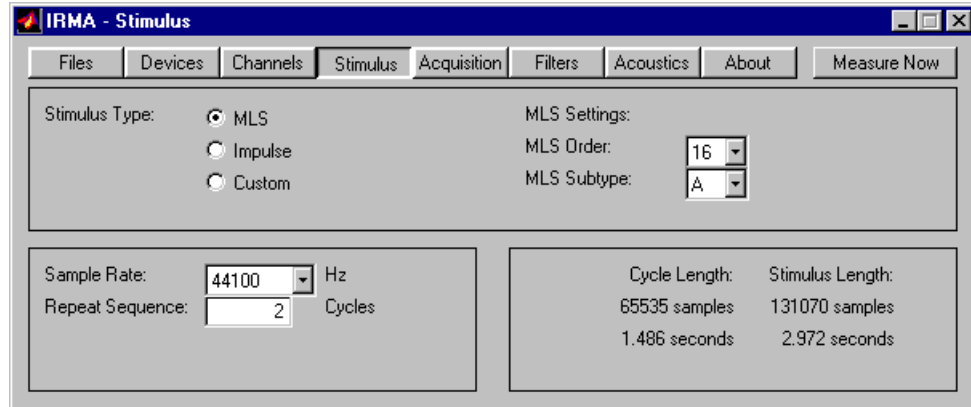 IRMA - Stimulus
Files Devices Channels Stimulus Acquisition Filters Acoustics About Measure Now
Stimulus Type: MLS MLS Settings:
Impulse MLS Order: 16
Custom MLS Subtype: A
Sample Rate: 44100 Hz Cycle Length: Stimulus Length:
Repeat Sequence: 2 Cycles 65535 samples 131070 samples
1.486 seconds 2.972 seconds